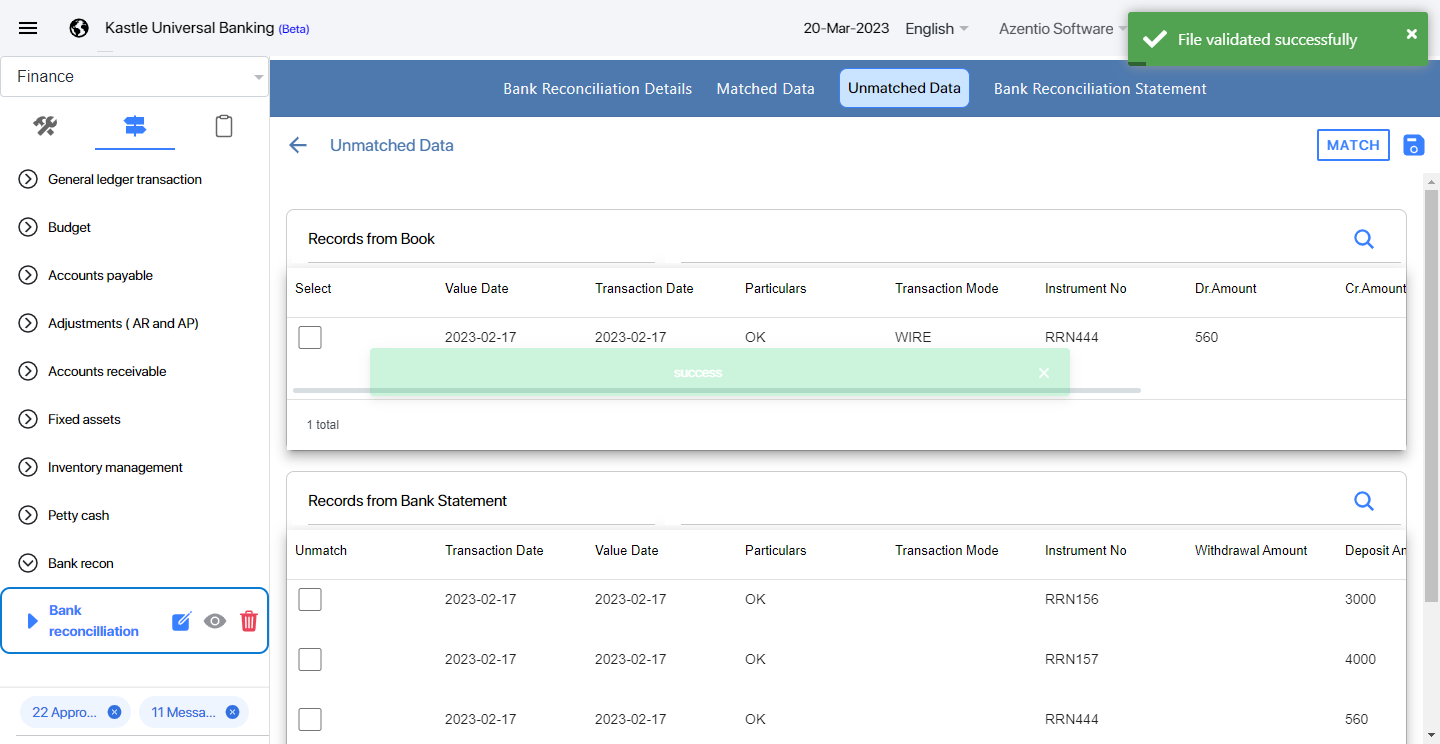 Kastle Universal Banking (Beta)
20-Mar-2023 English Azentio Software
File validated successfully
Finance
Bank Reconciliation Details Matched Data Unmatched Data Bank Reconciliation Statement
Unmatched Data
MATCH
General ledger transaction
Budget
Accounts payable
Adjustments ( AR and AP)
Accounts receivable
Fixed assets
Inventory management
Petty cash
Bank recon
Bank
reconcilliation
22 Appro... 11 Messa...
Records from Book
Select Value Date Transaction Date Particulars Transaction Mode Instrument No Dr.Amount Cr.Amount
2023-02-17 2023-02-17 OK WIRE RRN444 560
success
1 total
Records from Bank Statement
Unmatch Transaction Date Value Date Particulars Transaction Mode Instrument No Withdrawal Amount Deposit An
2023-02-17 2023-02-17 OK RRN156 3000
2023-02-17 2023-02-17 OK RRN157 4000
2023-02-17 2023-02-17 OK RRN444 560